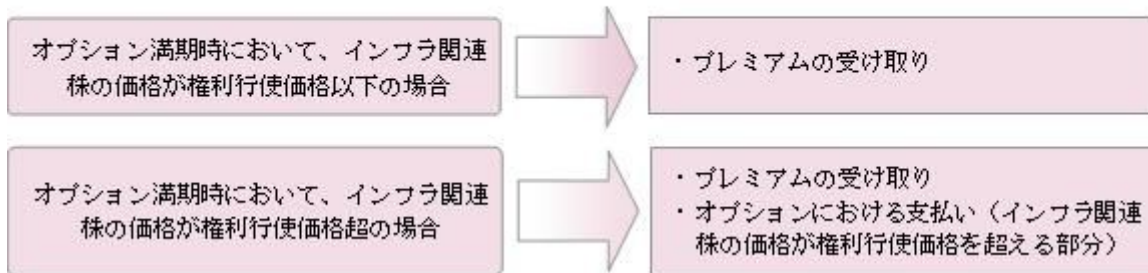 オプション満期時において、インフラ関連
株の価格が権利行使価格以下の場合
・プレミアムの受け取り
オプション満期時において、インフラ関連
株の価格が権利行使価格超の場合
・プレミアムの受け取り
・オプションにおける支払い（インフラ関連
株の価格が権利行使価格を超える部分）